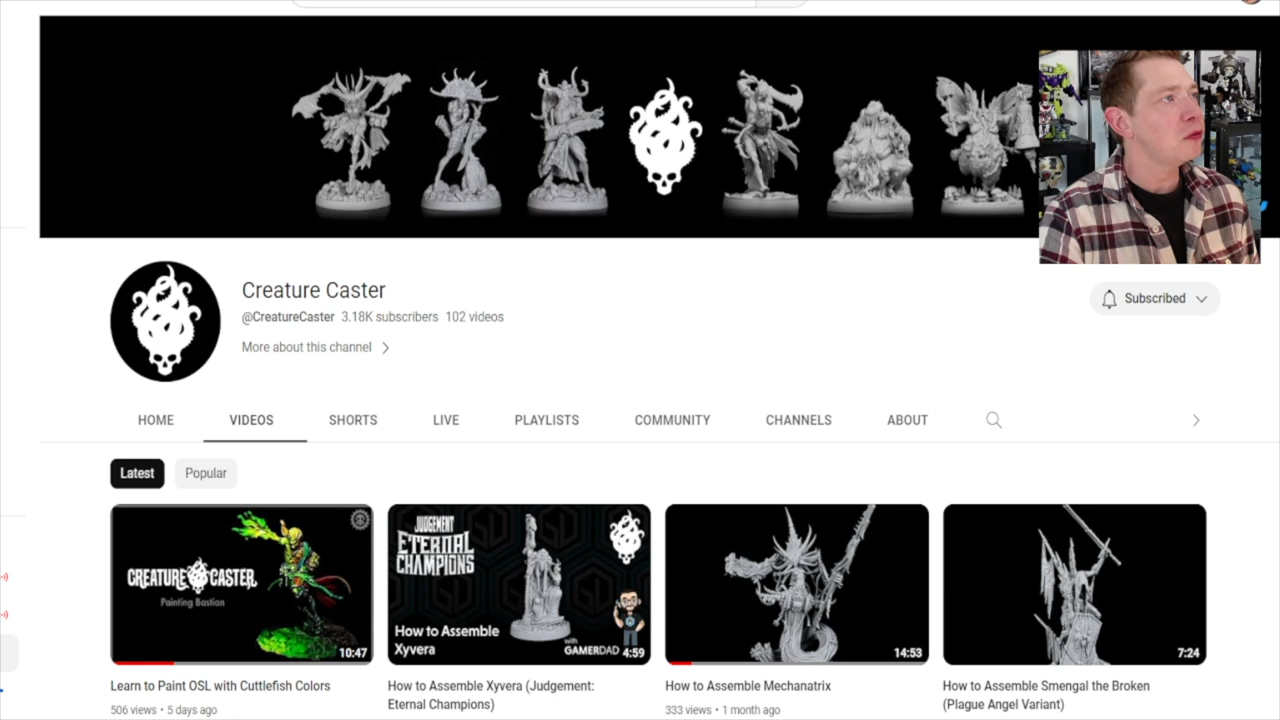 Creature Caster
@CreatureCaster 3.18K subscribers 102 videos
More about this channel
Subscribed
HOME VIDEOS SHORTS LIVE PLAYLISTS COMMUNITY CHANNELS ABOUT
Latest Popular
CREATURE CASTER
Painting Bastion
10:47
JUDGEMENT
ETERNAL
CHAMPIONS
How to Assemble
Xyvera
with
GAMERDAD 4:59
14:53
7:24
Learn to Paint OSL with Cuttlefish Colors
506 views • 5 days ago
How to Assemble Xyvera (Judgement:
Eternal Champions)
How to Assemble Mechanatrix
333 views • 1 month ago
How to Assemble Smengal the Broken
(Plague Angel Variant)